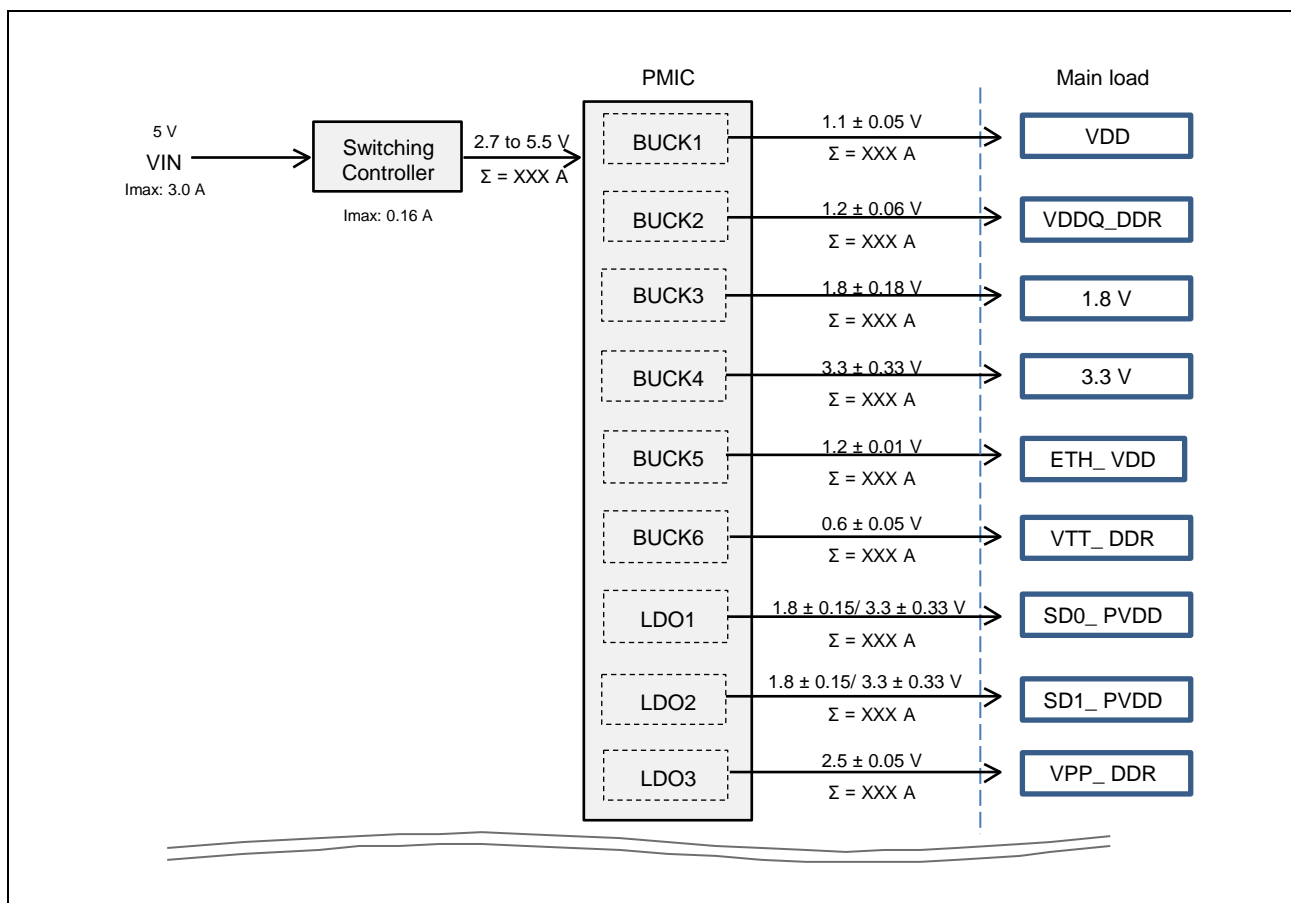 PMIC
Main load
5 V
VIN
Imax: 3.0 A
Switching
Controller
Imax: 0.16 A
2.7 to 5.5 V
Σ = XXX A
BUCK1
1.1 ± 0.05 V
Σ = XXX A
VDD
BUCK2
1.2 ± 0.06 V
Σ = XXX A
VDDQ_DDR
BUCK3
1.8 ± 0.18 V
Σ = XXX A
1.8 V
BUCK4
3.3 ± 0.33 V
Σ = XXX A
3.3 V
BUCK5
1.2 ± 0.01 V
Σ = XXX A
ETH_ VDD
BUCK6
0.6 ± 0.05 V
Σ = XXX A
VTT_ DDR
LDO1
1.8 ± 0.15/ 3.3 ± 0.33 V
Σ = XXX A
SD0_ PVDD
LDO2
1.8 ± 0.15/ 3.3 ± 0.33 V
Σ = XXX A
SD1_ PVDD
LDO3
2.5 ± 0.05 V
Σ = XXX A
VPP_ DDR